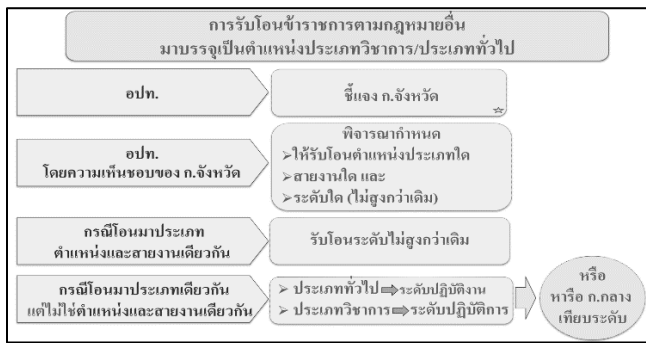 การรับโอนข้าราชการตามกฎหมายอื่น
มาบรรจุเป็นตำแหน่งประเภทวิชาการ/ประเภททั่วไป
อปท.
ชี้แจง ก.จังหวัด
อปท.
โดยความเห็นชอบของ ก.จังหวัด
พิจารณากำหนด
➢ให้รับโอนตำแหน่งประเภทใด
➢สายงานใด และ
➢ระดับใด (ไม่สูงกว่าเดิม)
กรณีโอนมาประเภท
ตำแหน่งและสายงานเดียวกัน
รับโอนระดับไม่สูงกว่าเดิม
กรณีโอนมาประเภทเดียวกัน
แต่ไม่ใช่ตำแหน่งและสายงานเดียวกัน
➢ ประเภททั่วไป ⇨ ระดับปฏิบัติงาน
➢ ประเภทวิชาการ ⇨ ระดับปฏิบัติการ
หรือ
หารือ ก.กลาง
เทียบระดับ